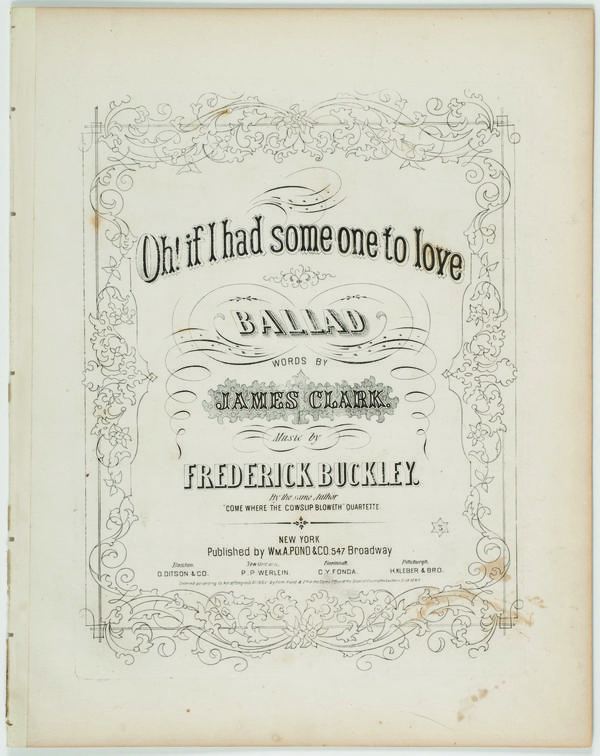 Oh! if I had some one to love
BALLAD
WORDS BY
JAMES CLARK.
Music by
FREDERICK BUCKLEY.
By the same Author
"COME WHERE THE COWSLIP BLOWETH" QUARTETTE
NEW YORK
Published by WM. A. POND & CO. 547 Broadway
Boston. New Orleans. Cincinnati. Pittsburgh.
O. DITSON & CO. P. P. WERLEIN. C. Y. FONDA. H. KLEBER & BRO.